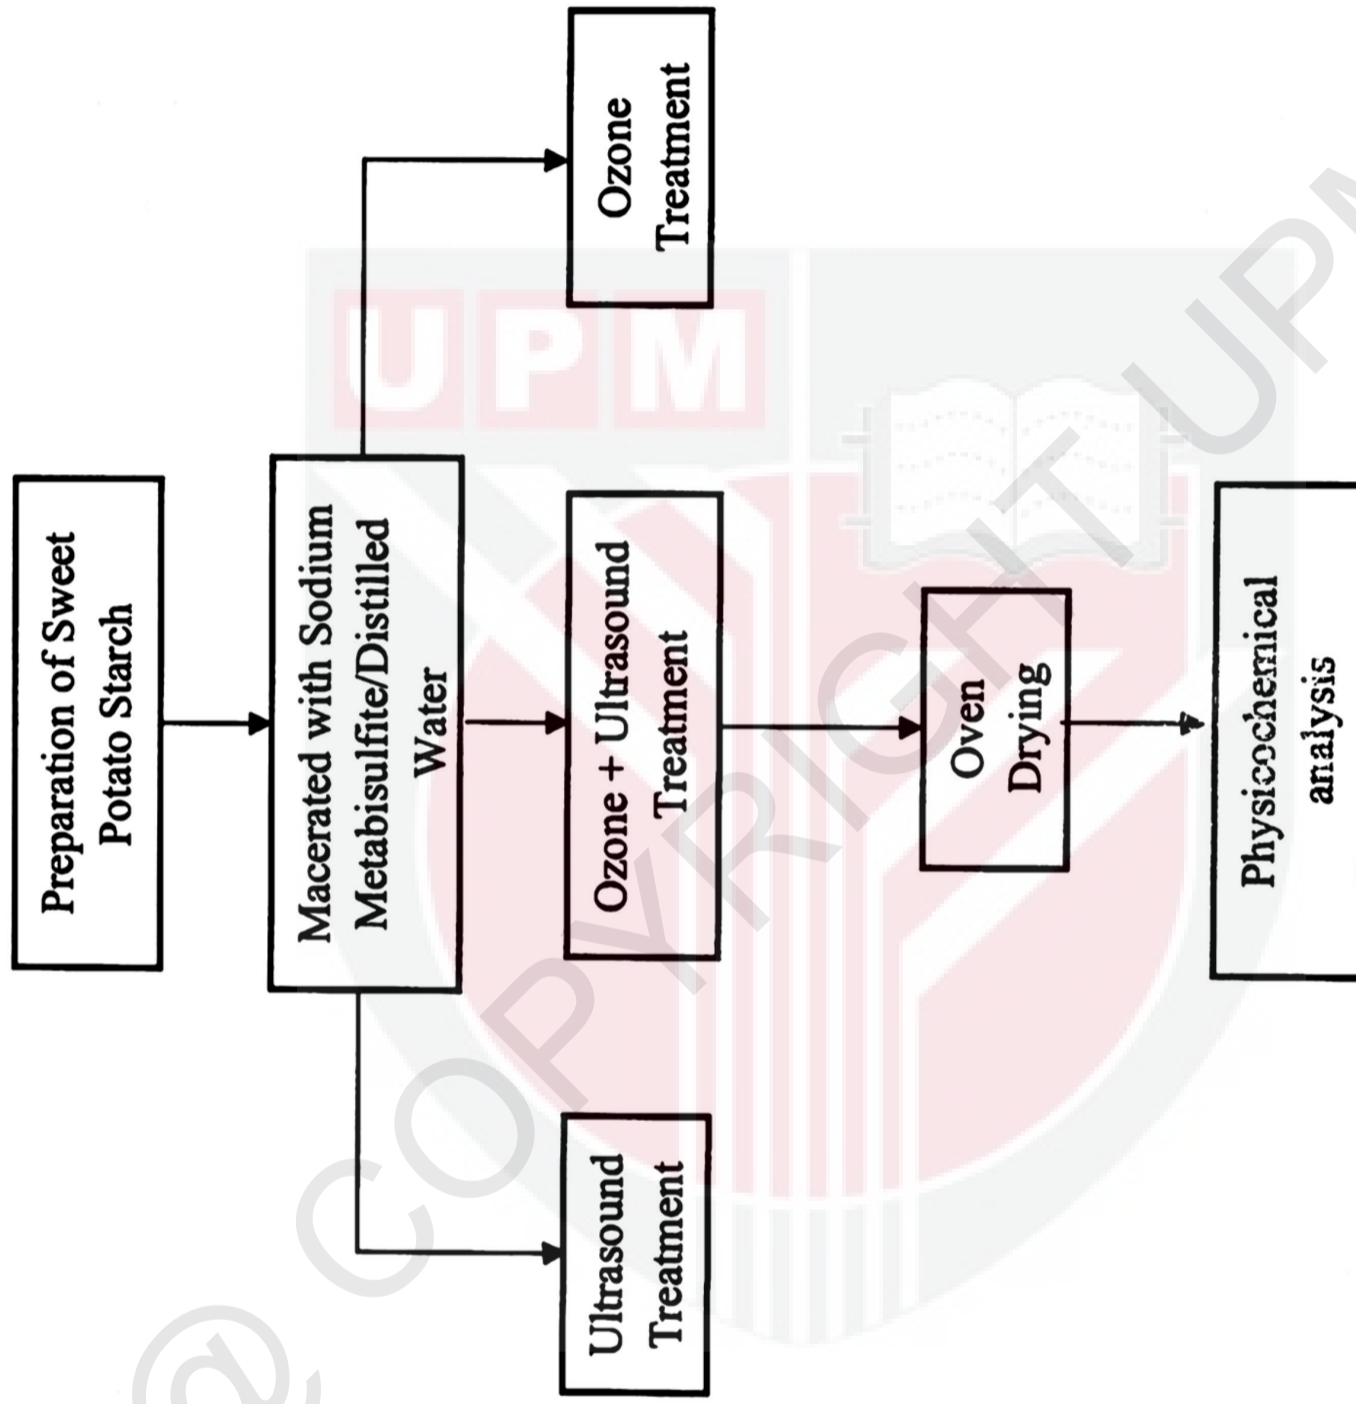 Preparation of Sweet
Potato Starch
Macerated with Sodium
Metabisulfite/Distilled
Water
Ultrasound
Treatment
Ozone + Ultrasound
Treatment
Ozone
Treatment
Oven
Drying
Physicochemical
analysis
UPM
@ COPYRIGHT UPM